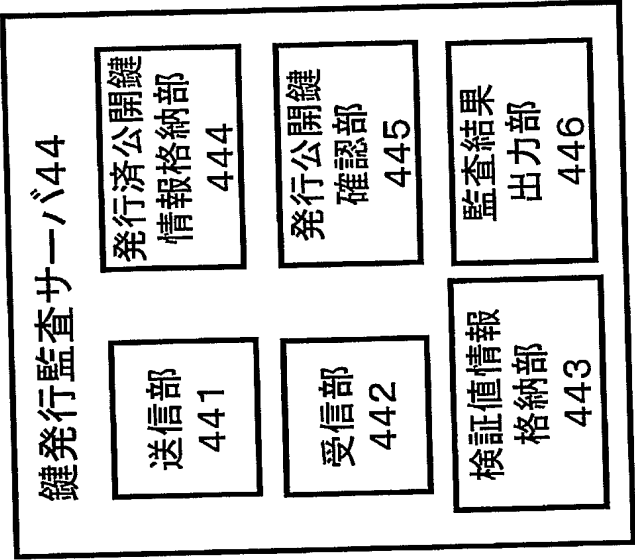 鍵発行監査サーバ44
送信部
441
受信部
442
検証値情報
格納部
443
発行済公開鍵
情報格納部
444
発行公開鍵
確認部
445
監査結果
出力部
446